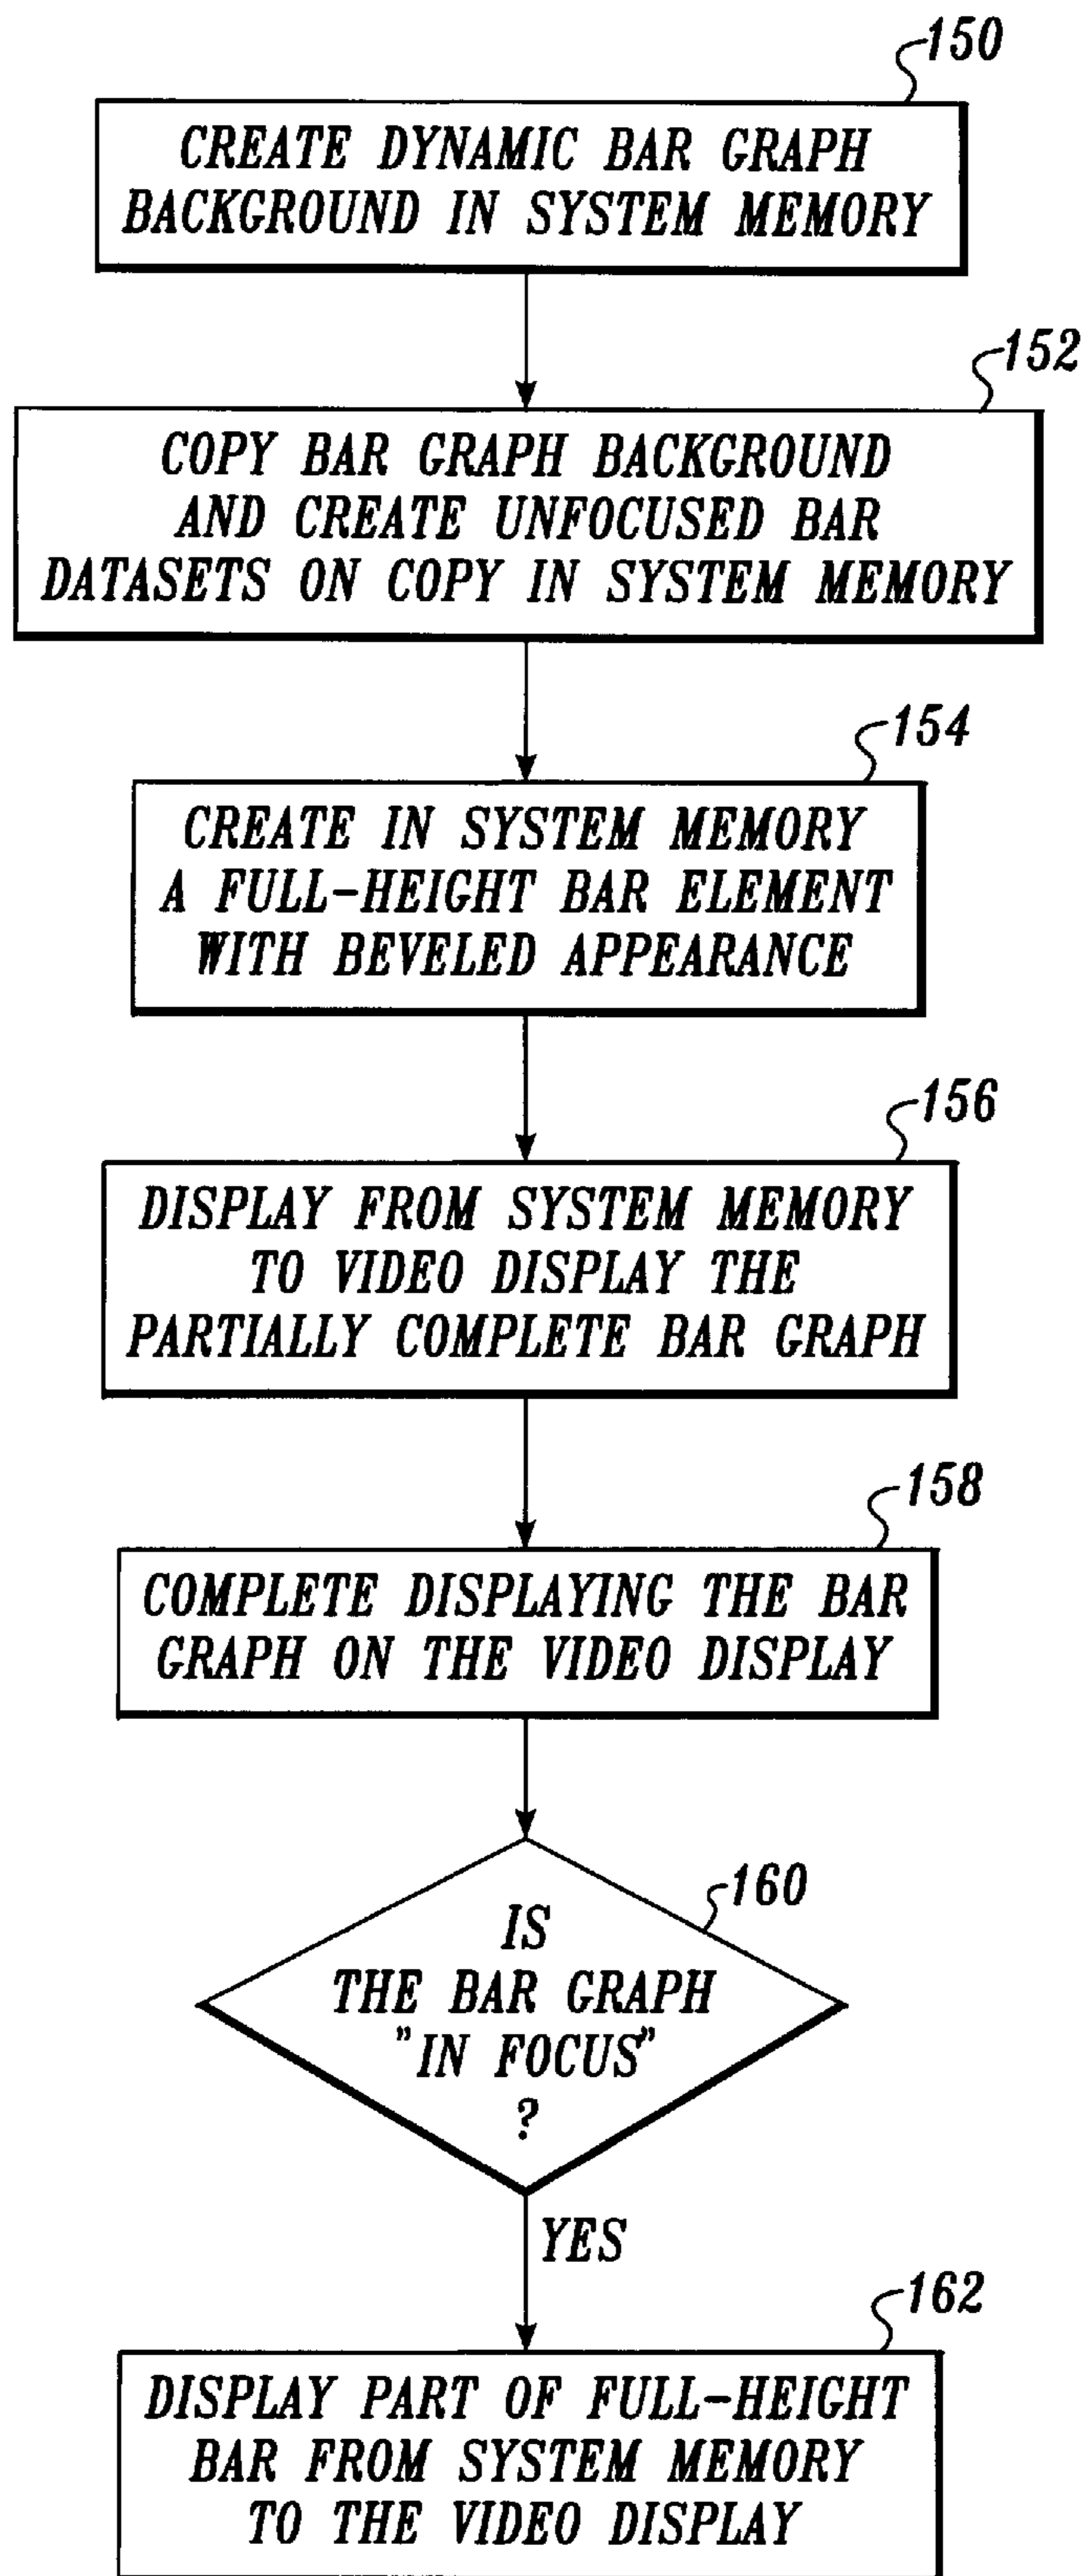 150
CREATE DYNAMIC BAR GRAPH
BACKGROUND IN SYSTEM MEMORY
152
COPY BAR GRAPH BACKGROUND
AND CREATE UNFOCUSED BAR
DATASETS ON COPY IN SYSTEM MEMORY
154
CREATE IN SYSTEM MEMORY
A FULL-HEIGHT BAR ELEMENT
WITH BEVELED APPEARANCE
156
DISPLAY FROM SYSTEM MEMORY
TO VIDEO DISPLAY THE
PARTIALLY COMPLETE BAR GRAPH
158
COMPLETE DISPLAYING THE BAR
GRAPH ON THE VIDEO DISPLAY
160
IS
THE BAR GRAPH
"IN FOCUS"
?
YES
162
DISPLAY PART OF FULL-HEIGHT
BAR FROM SYSTEM MEMORY
TO THE VIDEO DISPLAY